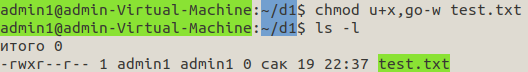 admin1@admin-Virtual-Machine:~/d1> chmod u+x,go-w test.txt
admin1@admin-Virtual-Machine:~/d1> ls -l
итого 0
-rwxr--r-- 1 admin1 admin1 0 сак 19 22:37 test.txt